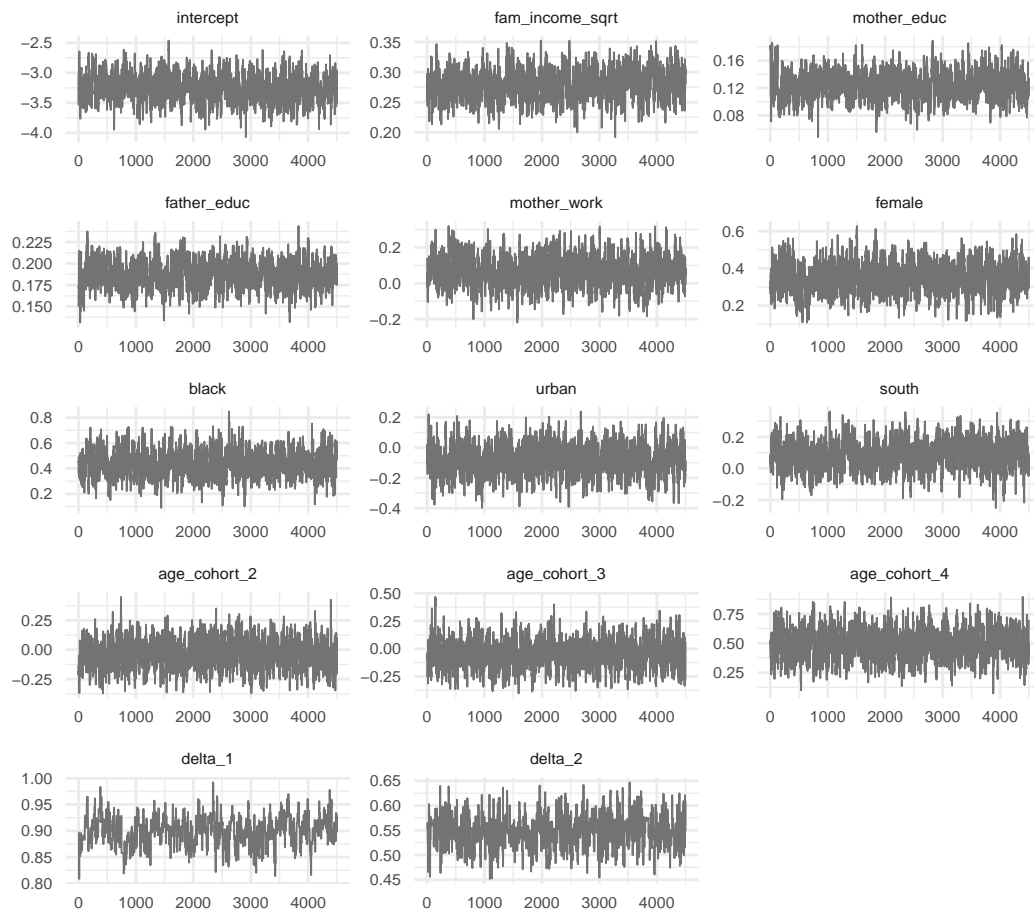 intercept fam_income_sqrt mother_educ
−2.5 0.35 0.16
−3.0 0.30 0.12
−3.5 0.25 0.08
−4.0 0.20
0 1000 2000 3000 4000 0 1000 2000 3000 4000 0 1000 2000 3000 4000
father_educ mother_work female
0.225 0.2 0.6
0.200 0.0 0.4
0.175 −0.2 0.2
0.150
0 1000 2000 3000 4000 0 1000 2000 3000 4000 0 1000 2000 3000 4000
black urban south
0.8 0.2 0.2
0.6 0.0 0.0
0.4 −0.2 −0.2
0.2 −0.4
0 1000 2000 3000 4000 0 1000 2000 3000 4000 0 1000 2000 3000 4000
age_cohort_2 age_cohort_3 age_cohort_4
0.25 0.50 0.75
0.00 0.25 0.50
−0.25 0.00 0.25
−0.25
0 1000 2000 3000 4000 0 1000 2000 3000 4000 0 1000 2000 3000 4000
delta_1 delta_2
1.00 0.65
0.95 0.60
0.90 0.55
0.85 0.50
0.80 0.45
0 1000 2000 3000 4000 0 1000 2000 3000 4000